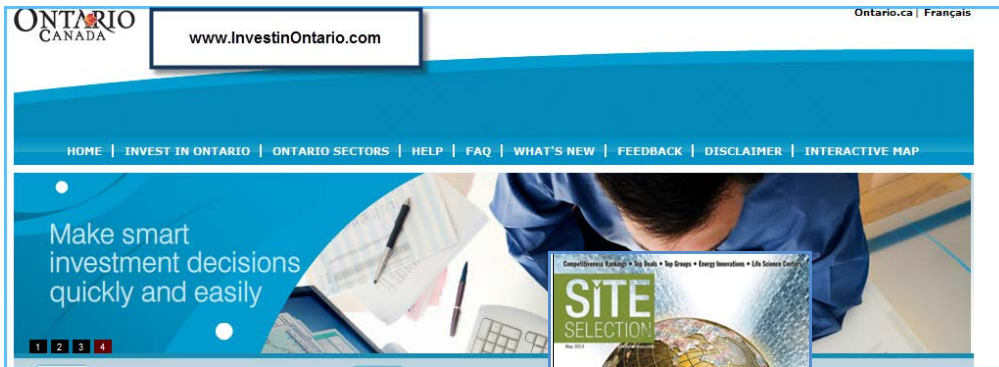 ONTARIO
CANADA
www.InvestinOntario.com
Ontario.ca | Français
HOME | INVEST IN ONTARIO | ONTARIO SECTORS | HELP | FAQ | WHAT'S NEW | FEEDBACK | DISCLAIMER | INTERACTIVE MAP
Make smart
investment decisions
quickly and easily
1 2 3 4
Competitiveness Rankings • Top Deals • Top Groups • Energy Innovations • Life Science Centers
SITE
SELECTION
May 2013